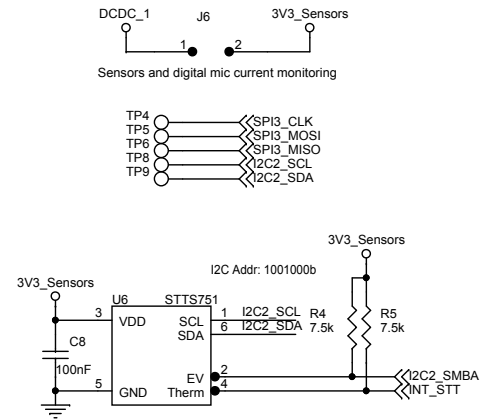 DCDC_1 J6 3V3_Sensors
1 2
Sensors and digital mic current monitoring
TP4 SPI3_CLK
TP5 SPI3_MOSI
TP6 SPI3_MISO
TP8 I2C2_SCL
TP9 I2C2_SDA
3V3_Sensors
I2C Addr: 1001000b
3V3_Sensors
U6 STTS751
3 VDD SCL 1 I2C2_SCL R4 R5
SDA 6 I2C2_SDA 7.5k 7.5k
C8
100nF
EV 2 I2C2_SMBA
5 GND Therm 4 INT_STT